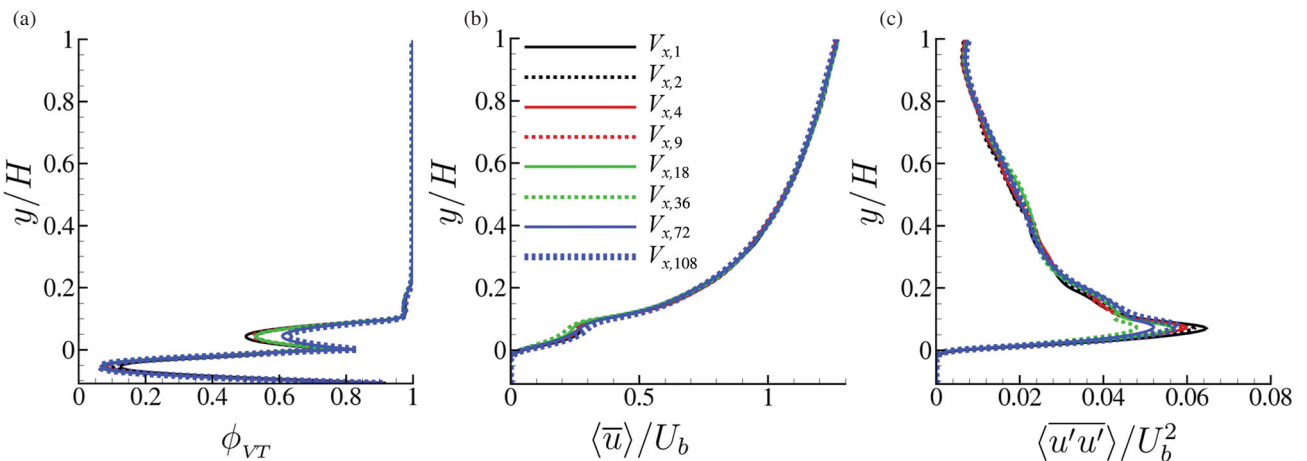 (a)
1
0.8
0.6
0.4
0.2
0
y/H
0 0.2 0.4 0.6 0.8 1
ϕ_VT
(b)
1
0.8
0.6
0.4
0.2
0
y/H
V_x,1
V_x,2
V_x,4
V_x,9
V_x,18
V_x,36
V_x,72
V_x,108
0 1
⟨u̅⟩/U_b
(c)
1
0.8
0.6
0.4
0.2
0
y/H
0 0.02 0.04 0.06 0.08
⟨u̅'̅u̅'̅⟩/U_b^2